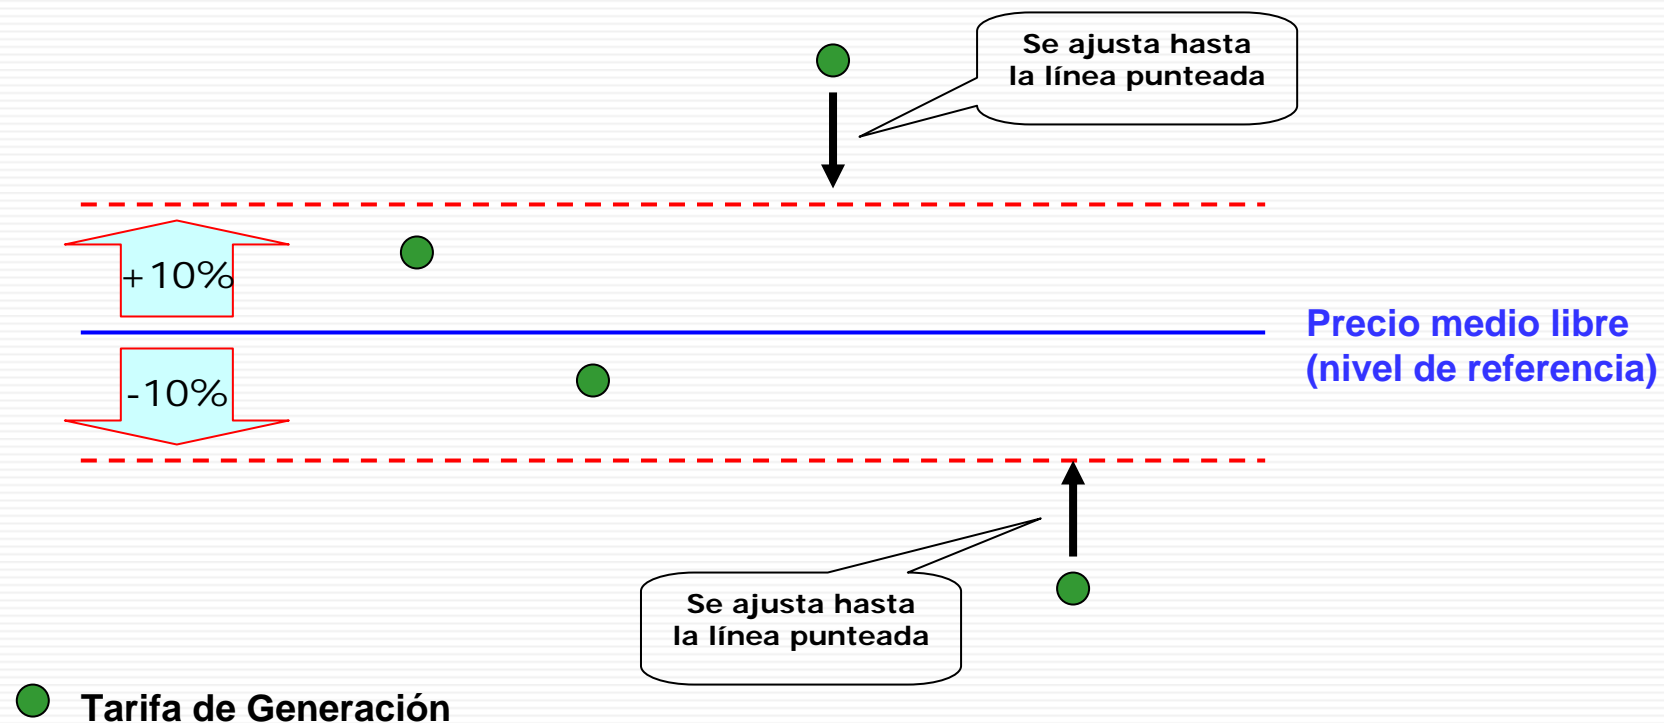 Se ajusta hasta
la línea punteada
+10%
Precio medio libre
(nivel de referencia)
-10%
Se ajusta hasta
la línea punteada
Tarifa de Generación